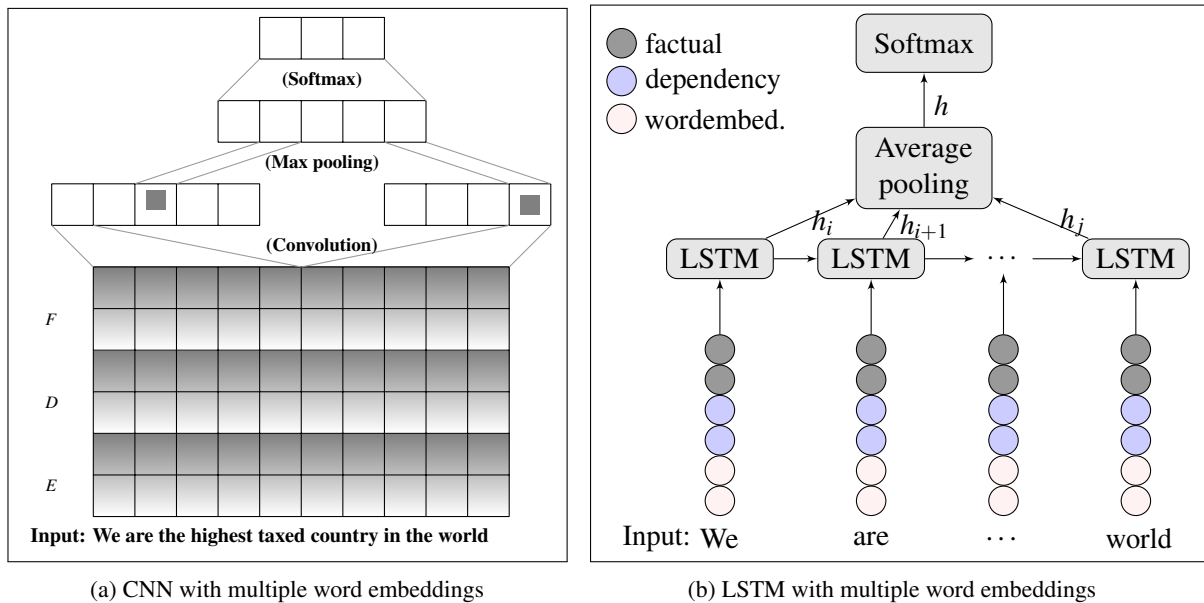 (Softmax)
(Max pooling)
(Convolution)
F
D
E
Input: We are the highest taxed country in the world
(a) CNN with multiple word embeddings
factual
dependency
wordembed.
Softmax
h
Average
pooling
h_i
h_{i+1}
h_j
LSTM LSTM ··· LSTM
Input: We are ··· world
(b) LSTM with multiple word embeddings